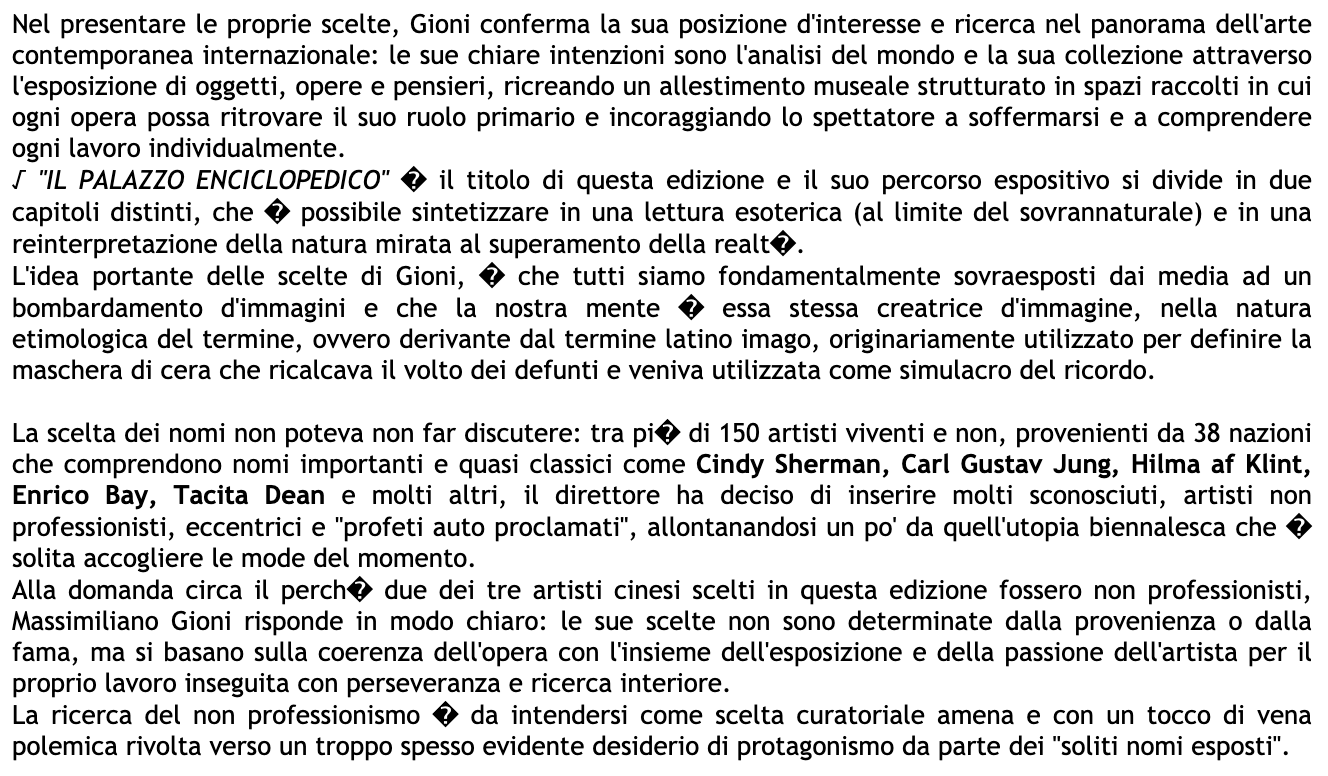 Nel presentare le proprie scelte, Gioni conferma la sua posizione d'interesse e ricerca nel panorama dell'arte
contemporanea internazionale: le sue chiare intenzioni sono l'analisi del mondo e la sua collezione attraverso
l'esposizione di oggetti, opere e pensieri, ricreando un allestimento museale strutturato in spazi raccolti in cui
ogni opera possa ritrovare il suo ruolo primario e incoraggiando lo spettatore a soffermarsi e a comprendere
ogni lavoro individualmente.
√ "IL PALAZZO ENCICLOPEDICO" � il titolo di questa edizione e il suo percorso espositivo si divide in due
capitoli distinti, che � possibile sintetizzare in una lettura esoterica (al limite del sovrannaturale) e in una
reinterpretazione della natura mirata al superamento della realt�.
L'idea portante delle scelte di Gioni, � che tutti siamo fondamentalmente sovraesposti dai media ad un
bombardamento d'immagini e che la nostra mente � essa stessa creatrice d'immagine, nella natura
etimologica del termine, ovvero derivante dal termine latino imago, originariamente utilizzato per definire la
maschera di cera che ricalcava il volto dei defunti e veniva utilizzata come simulacro del ricordo.
La scelta dei nomi non poteva non far discutere: tra pi� di 150 artisti viventi e non, provenienti da 38 nazioni
che comprendono nomi importanti e quasi classici come Cindy Sherman, Carl Gustav Jung, Hilma af Klint,
Enrico Bay, Tacita Dean e molti altri, il direttore ha deciso di inserire molti sconosciuti, artisti non
professionisti, eccentrici e "profeti auto proclamati", allontanandosi un po' da quell'utopia biennalesca che �
solita accogliere le mode del momento.
Alla domanda circa il perch� due dei tre artisti cinesi scelti in questa edizione fossero non professionisti,
Massimiliano Gioni risponde in modo chiaro: le sue scelte non sono determinate dalla provenienza o dalla
fama, ma si basano sulla coerenza dell'opera con l'insieme dell'esposizione e della passione dell'artista per il
proprio lavoro inseguita con perseveranza e ricerca interiore.
La ricerca del non professionismo � da intendersi come scelta curatoriale amena e con un tocco di vena
polemica rivolta verso un troppo spesso evidente desiderio di protagonismo da parte dei "soliti nomi esposti".